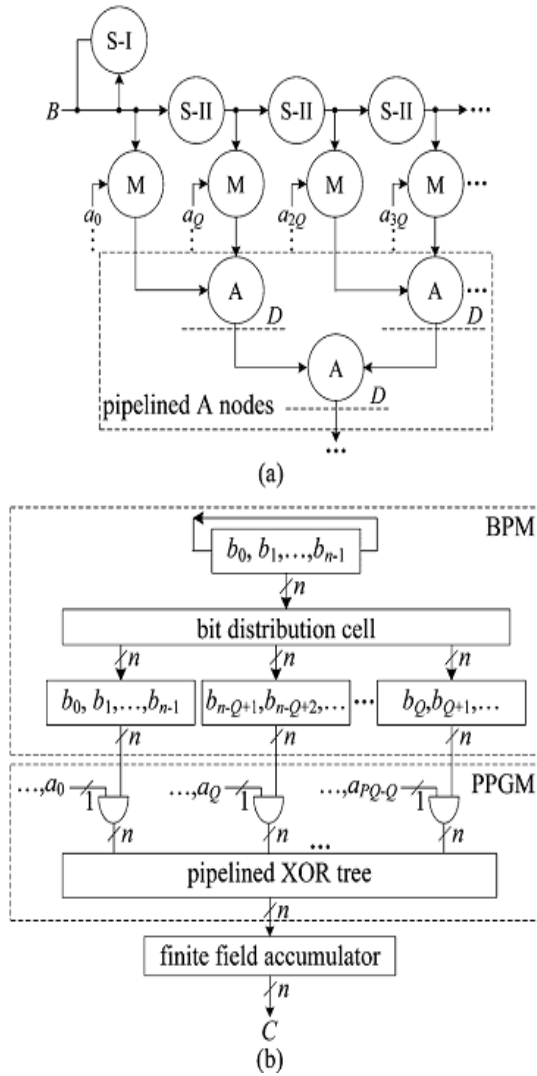 S-I
B
S-II S-II S-II ...
M M M M ...
a0 aQ a2Q a3Q
A A ...
D D
A
pipelined A nodes D
...
(a)
BPM
b0, b1,...,bn-1
n
bit distribution cell
n n n
b0, b1,...,bn-1 bn-Q+1,bn-Q+2,... ... bQ,bQ+1,...
n n n
PPGM
...,a0 ...,aQ ...,aPQ-Q
1 1 1
n n ... n
pipelined XOR tree
n
finite field accumulator
n
C
(b)